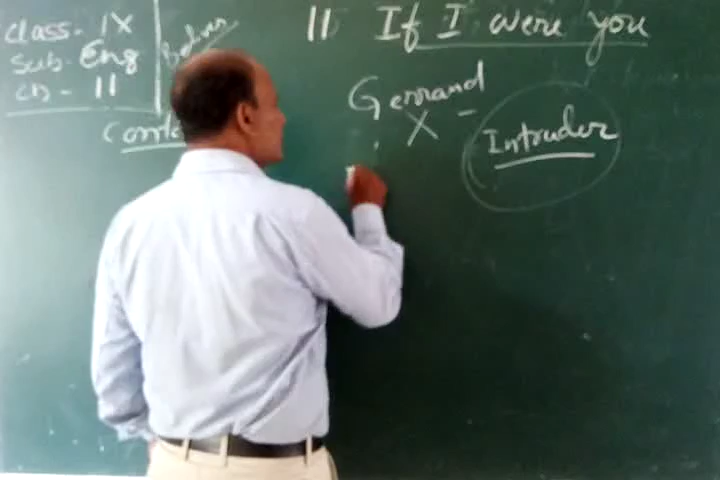 Class - IX
Sub - Eng
Ch - 11
11 If I were you
Gerrand
X -
Intruder